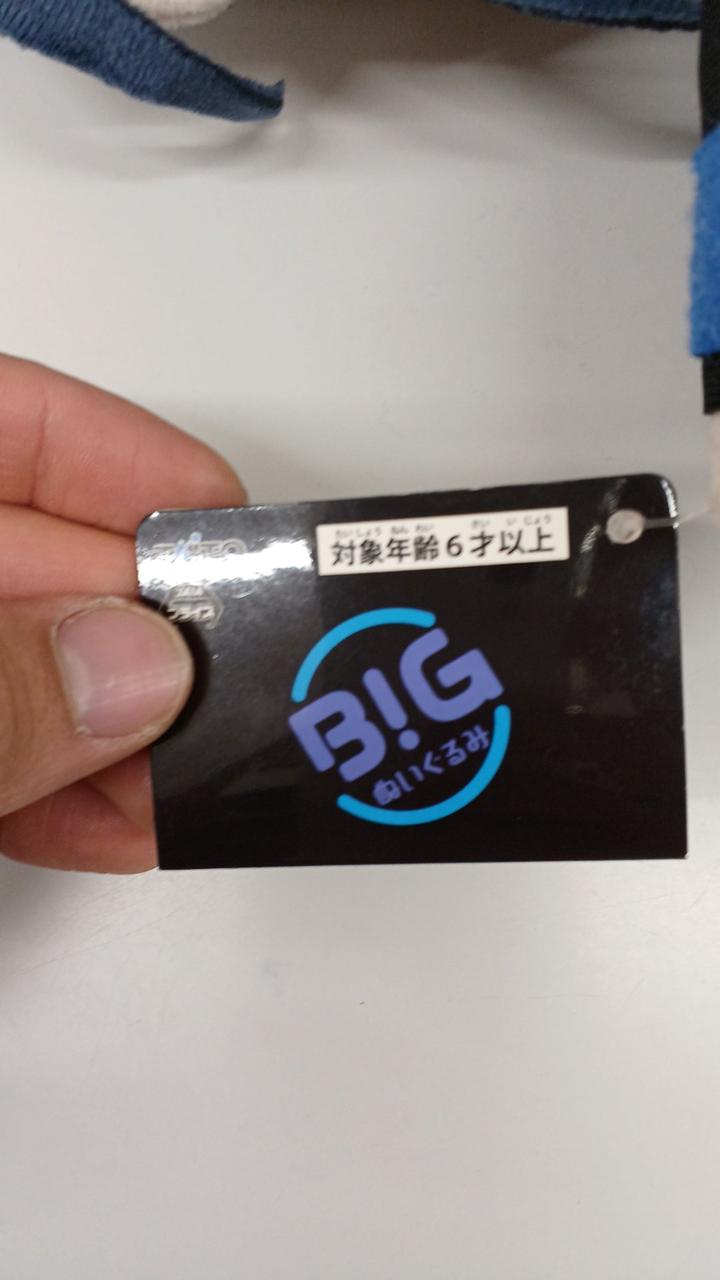 たいしょう ねん れい さい い じょう
対象年齢6才以上
B!G
ぬいぐるみ